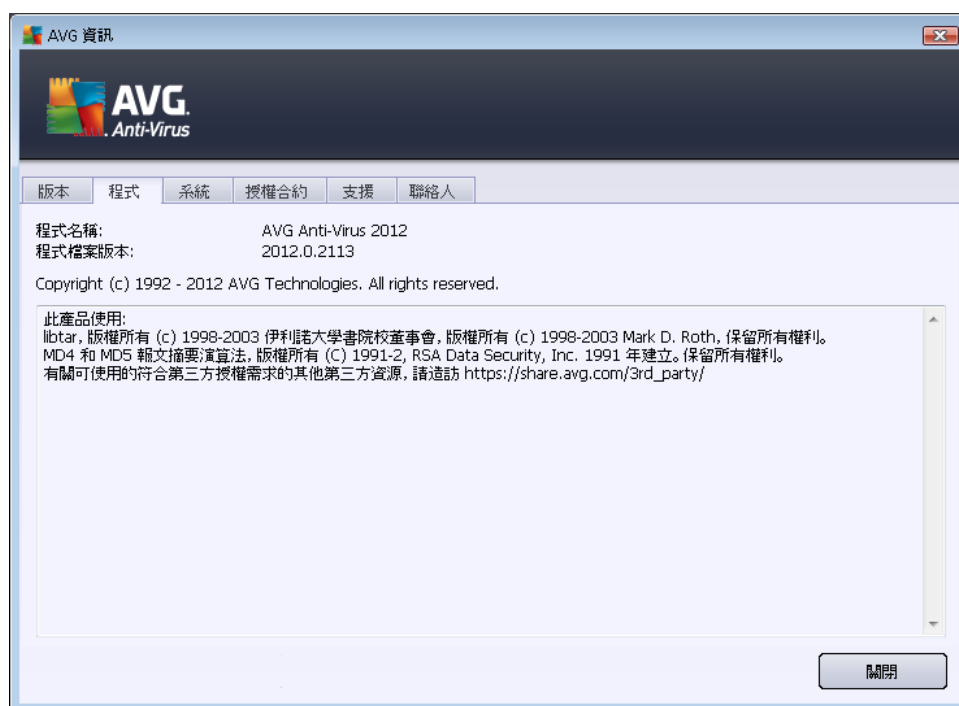 AVG 資訊
AVG.
Anti-Virus
版本 程式 系統 授權合約 支援 聯絡人
程式名稱: AVG Anti-Virus 2012
程式檔案版本: 2012.0.2113
Copyright (c) 1992 - 2012 AVG Technologies. All rights reserved.
此產品使用:
libtar, 版權所有 (c) 1998-2003 伊利諾大學書院校董事會, 版權所有 (c) 1998-2003 Mark D. Roth, 保留所有權利。
MD4 和 MD5 報文摘要演算法, 版權所有 (C) 1991-2, RSA Data Security, Inc. 1991 年建立。保留所有權利。
有關可使用的符合第三方授權需求的其他第三方資源, 請造訪 https://share.avg.com/3rd_party/
關閉